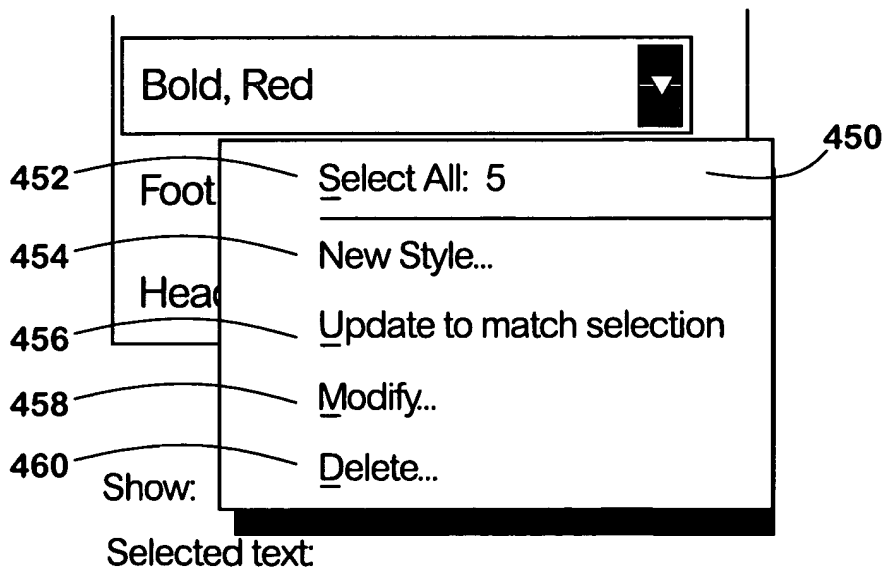 Bold, Red
450
452 Foot Select All: 5
454 New Style...
Head
456 Update to match selection
458 Modify...
460 Delete...
Show:
Selected text: